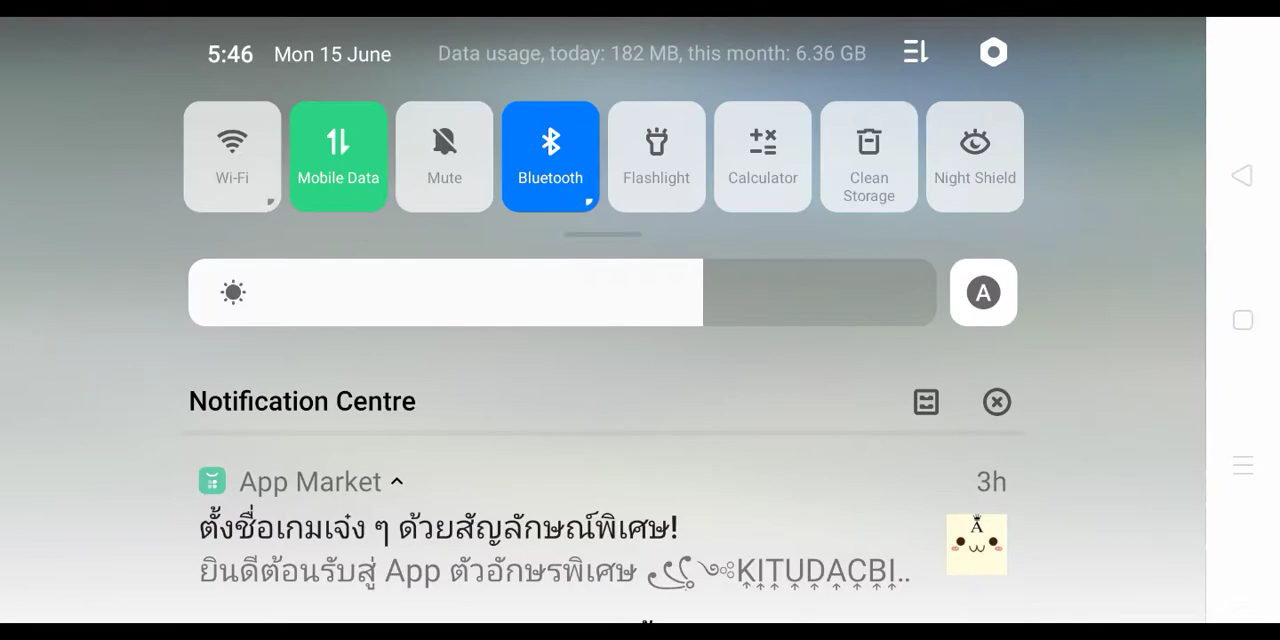 5:46 Mon 15 June Data usage, today: 182 MB, this month: 6.36 GB
Wi-Fi Mobile Data Mute Bluetooth Flashlight Calculator Clean Storage Night Shield
A
Notification Centre
App Market 3h
ตั้งชื่อเกมเจ๋ง ๆ ด้วยสัญลักษณ์พิเศษ!
ยินดีต้อนรับสู่ App ตัวอักษรพิเศษ K̭I̭ṰṴḒA̭C̭B̭I̭..